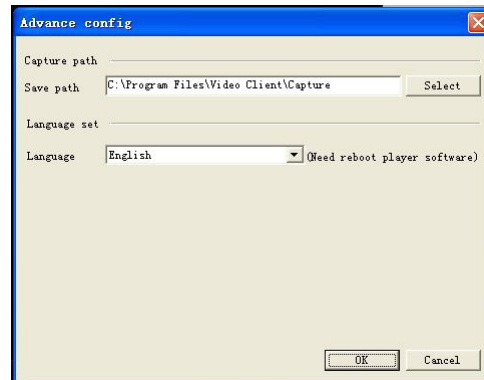 Advance config
Capture path
Save path C:\Program Files\Video Client\Capture Select
Language set
Language English (Need reboot player software)
OK Cancel